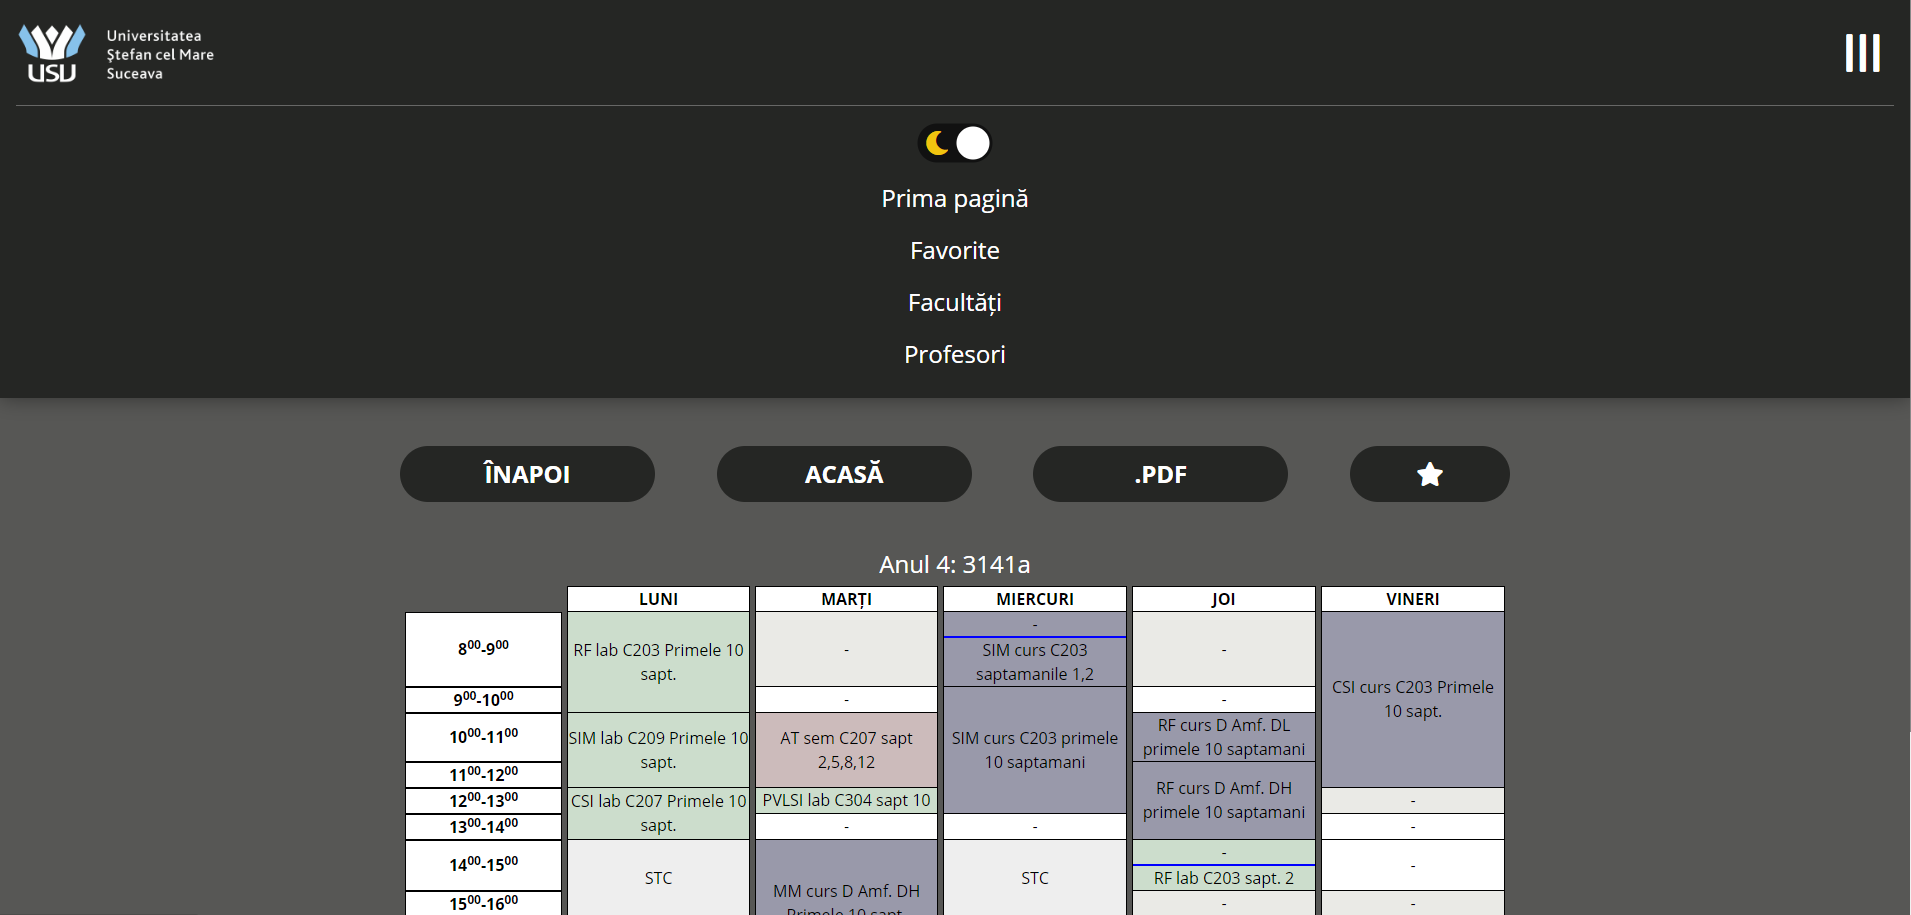 Universitatea
Ștefan cel Mare
Suceava
USU
Prima pagină
Favorite
Facultăți
Profesori
ÎNAPOI
ACASĂ
.PDF
Anul 4: 3141a
LUNI
MARȚI
MIERCURI
JOI
VINERI
8⁰⁰-9⁰⁰
RF lab C203 Primele 10
sapt.
-
-
SIM curs C203
saptamanile 1,2
-
CSI curs C203 Primele
10 sapt.
9⁰⁰-10⁰⁰
-
SIM curs C203 primele
10 saptamani
-
10⁰⁰-11⁰⁰
SIM lab C209 Primele 10
sapt.
AT sem C207 sapt
2,5,8,12
RF curs D Amf. DL
primele 10 saptamani
11⁰⁰-12⁰⁰
RF curs D Amf. DH
primele 10 saptamani
12⁰⁰-13⁰⁰
CSI lab C207 Primele 10
sapt.
PVLSI lab C304 sapt 10
-
13⁰⁰-14⁰⁰
-
-
-
14⁰⁰-15⁰⁰
STC
MM curs D Amf. DH
Primele 10 sapt.
STC
-
RF lab C203 sapt. 2
-
15⁰⁰-16⁰⁰
-
-